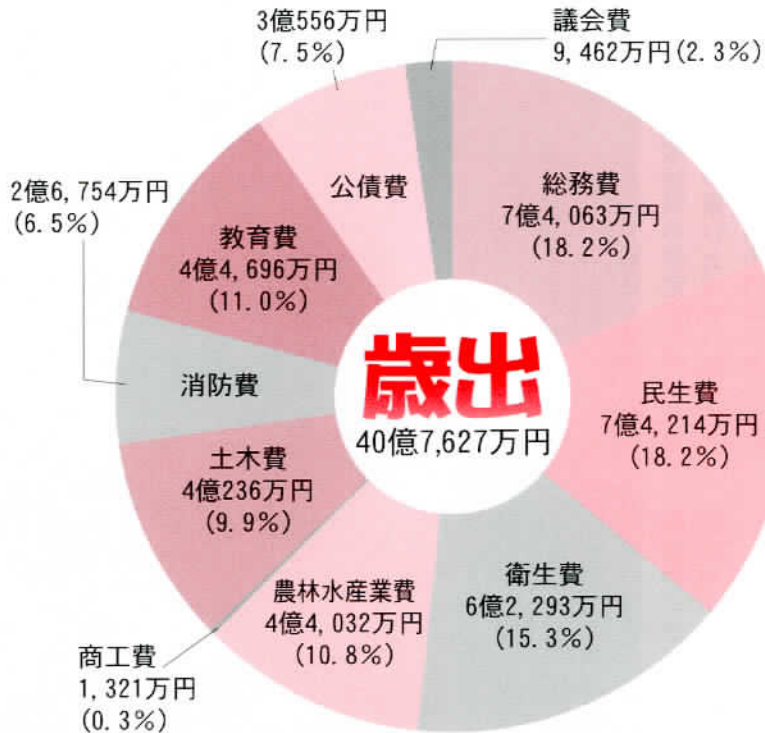 3億556万円
(7.5%)
議会費
9,462万円(2.3%)
総務費
7億4,063万円
(18.2%)
公債費
2億6,754万円
(6.5%)
教育費
4億4,696万円
(11.0%)
歳出
40億7,627万円
消防費
民生費
7億4,214万円
(18.2%)
土木費
4億236万円
(9.9%)
衛生費
6億2,293万円
(15.3%)
農林水産業費
4億4,032万円
(10.8%)
商工費
1,321万円
(0.3%)